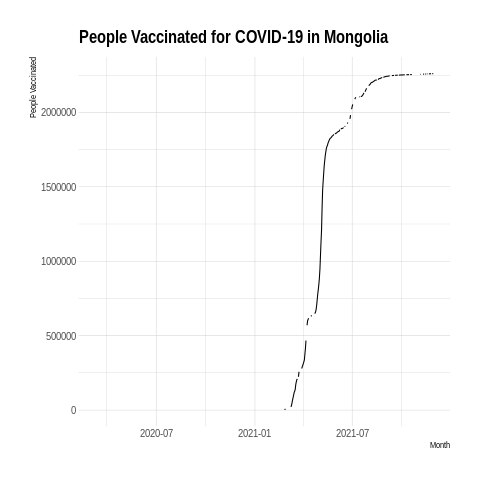 People Vaccinated for COVID-19 in Mongolia
People Vaccinated
2000000
1500000
1000000
500000
0
2020-07 2021-01 2021-07
Month